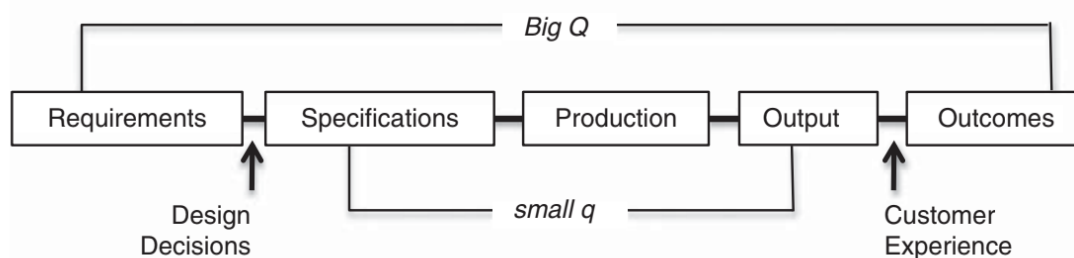 Big Q
Requirements Specifications Production Output Outcomes
small q
Design
Decisions
Customer
Experience